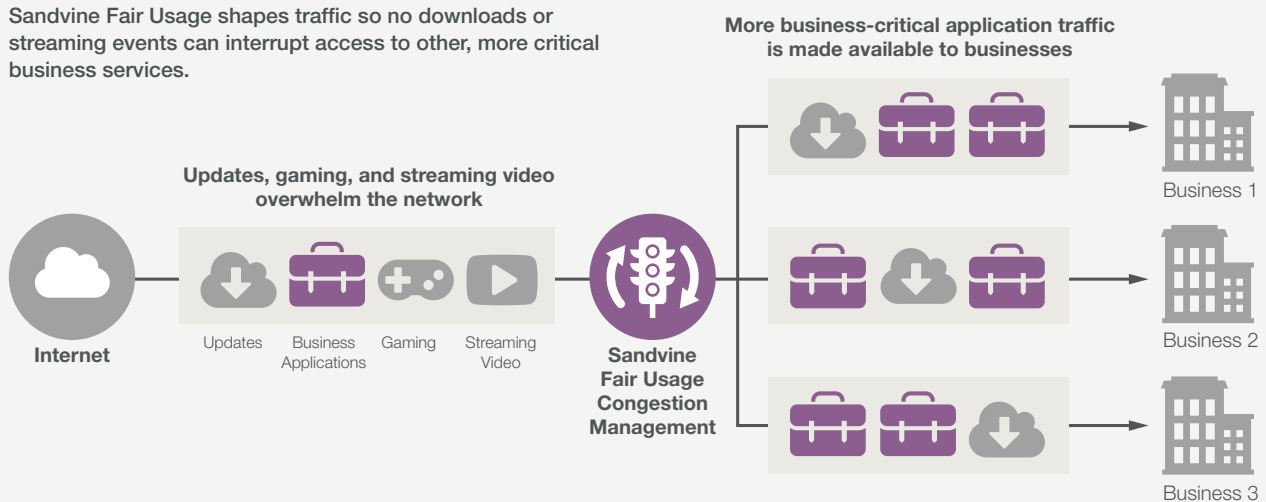 Sandvine Fair Usage shapes traffic so no downloads or
streaming events can interrupt access to other, more critical
business services.
More business-critical application traffic
is made available to businesses
Updates, gaming, and streaming video
overwhelm the network
Internet
Updates
Business
Applications
Gaming
Streaming
Video
Sandvine
Fair Usage
Congestion
Management
Business 1
Business 2
Business 3